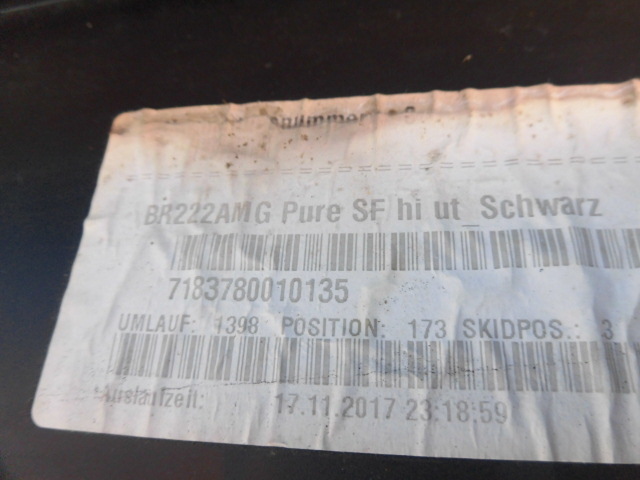 BR222AMG Pure SF hi ut_Schwarz
7183780010135
UMLAUF: 1398 POSITION: 173 SKIDPOS.: 3
Auslaufzeit: 17.11.2017 23:18:59